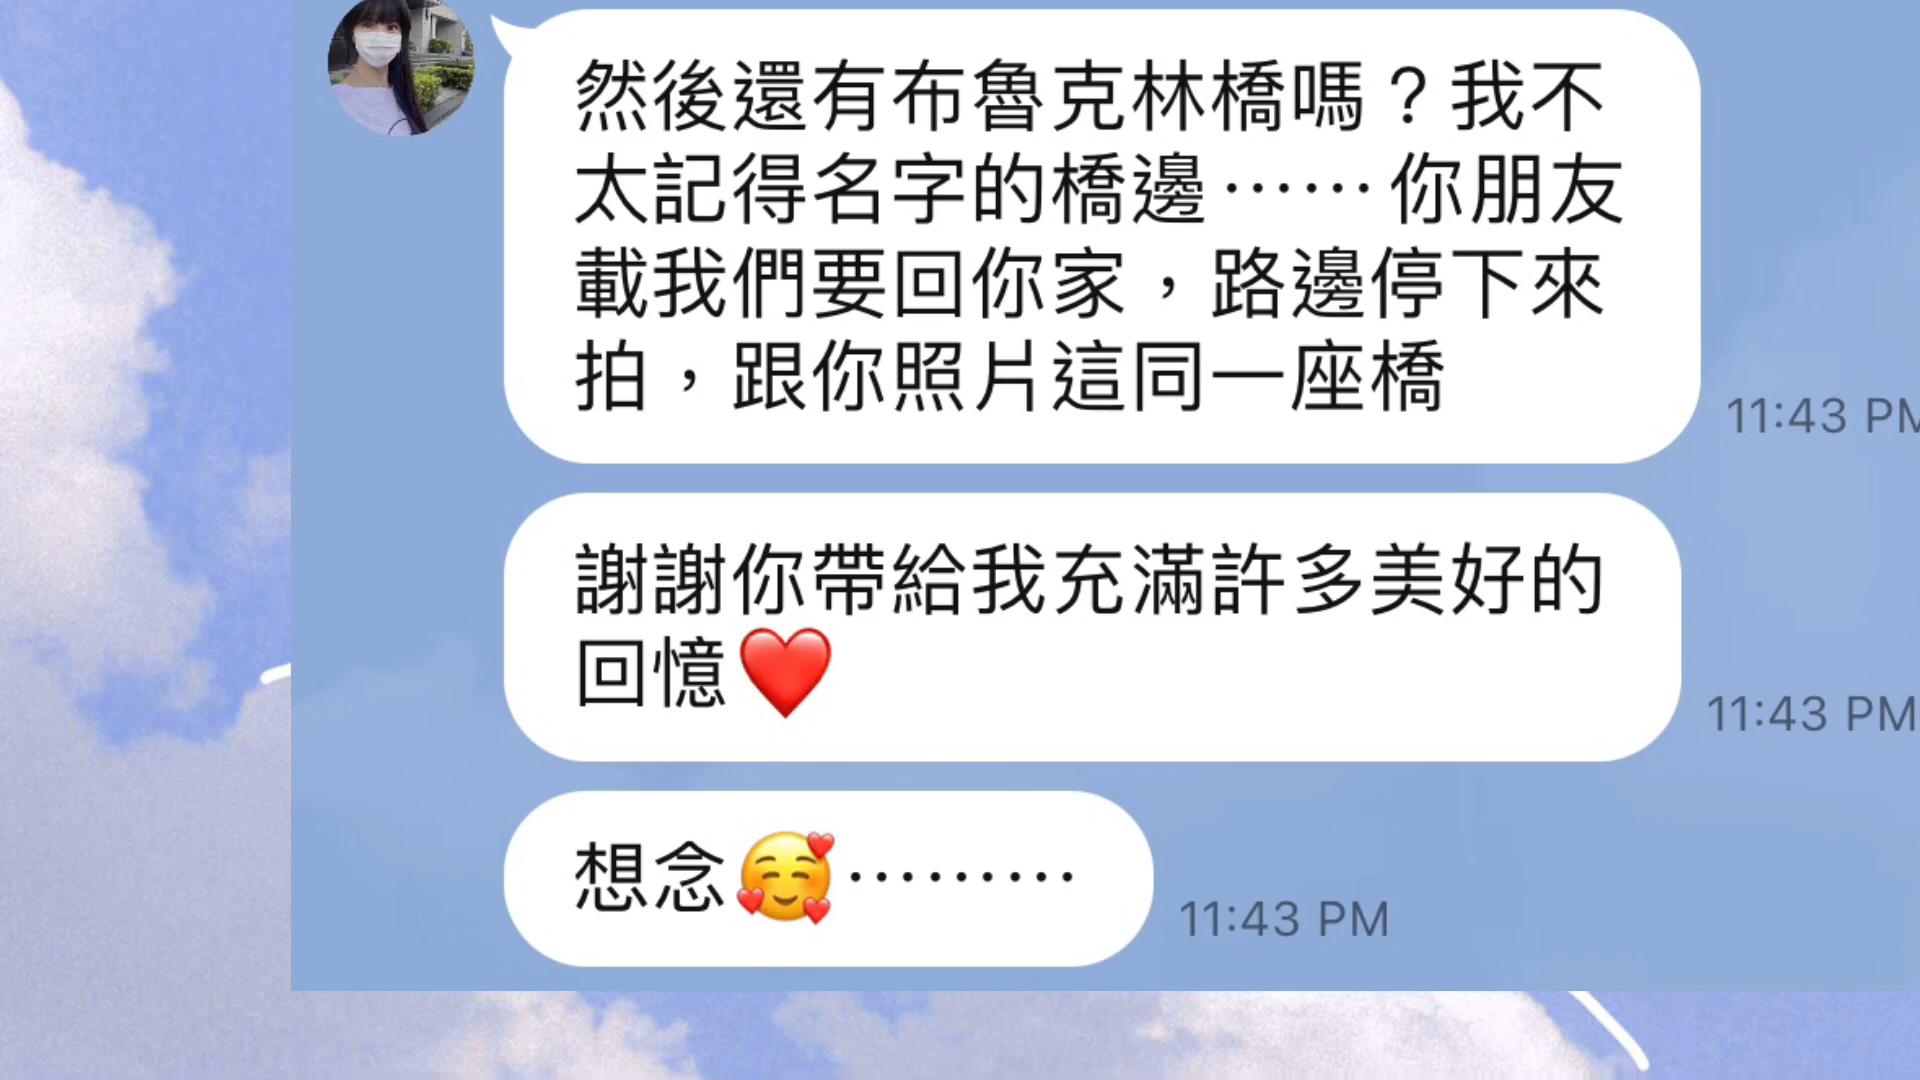 然後還有布魯克林橋嗎？我不
太記得名字的橋邊⋯⋯你朋友
載我們要回你家，路邊停下來
拍，跟你照片這同一座橋
11:43 PM
謝謝你帶給我充滿許多美好的
回憶❤️
11:43 PM
想念🥰⋯⋯⋯
11:43 PM